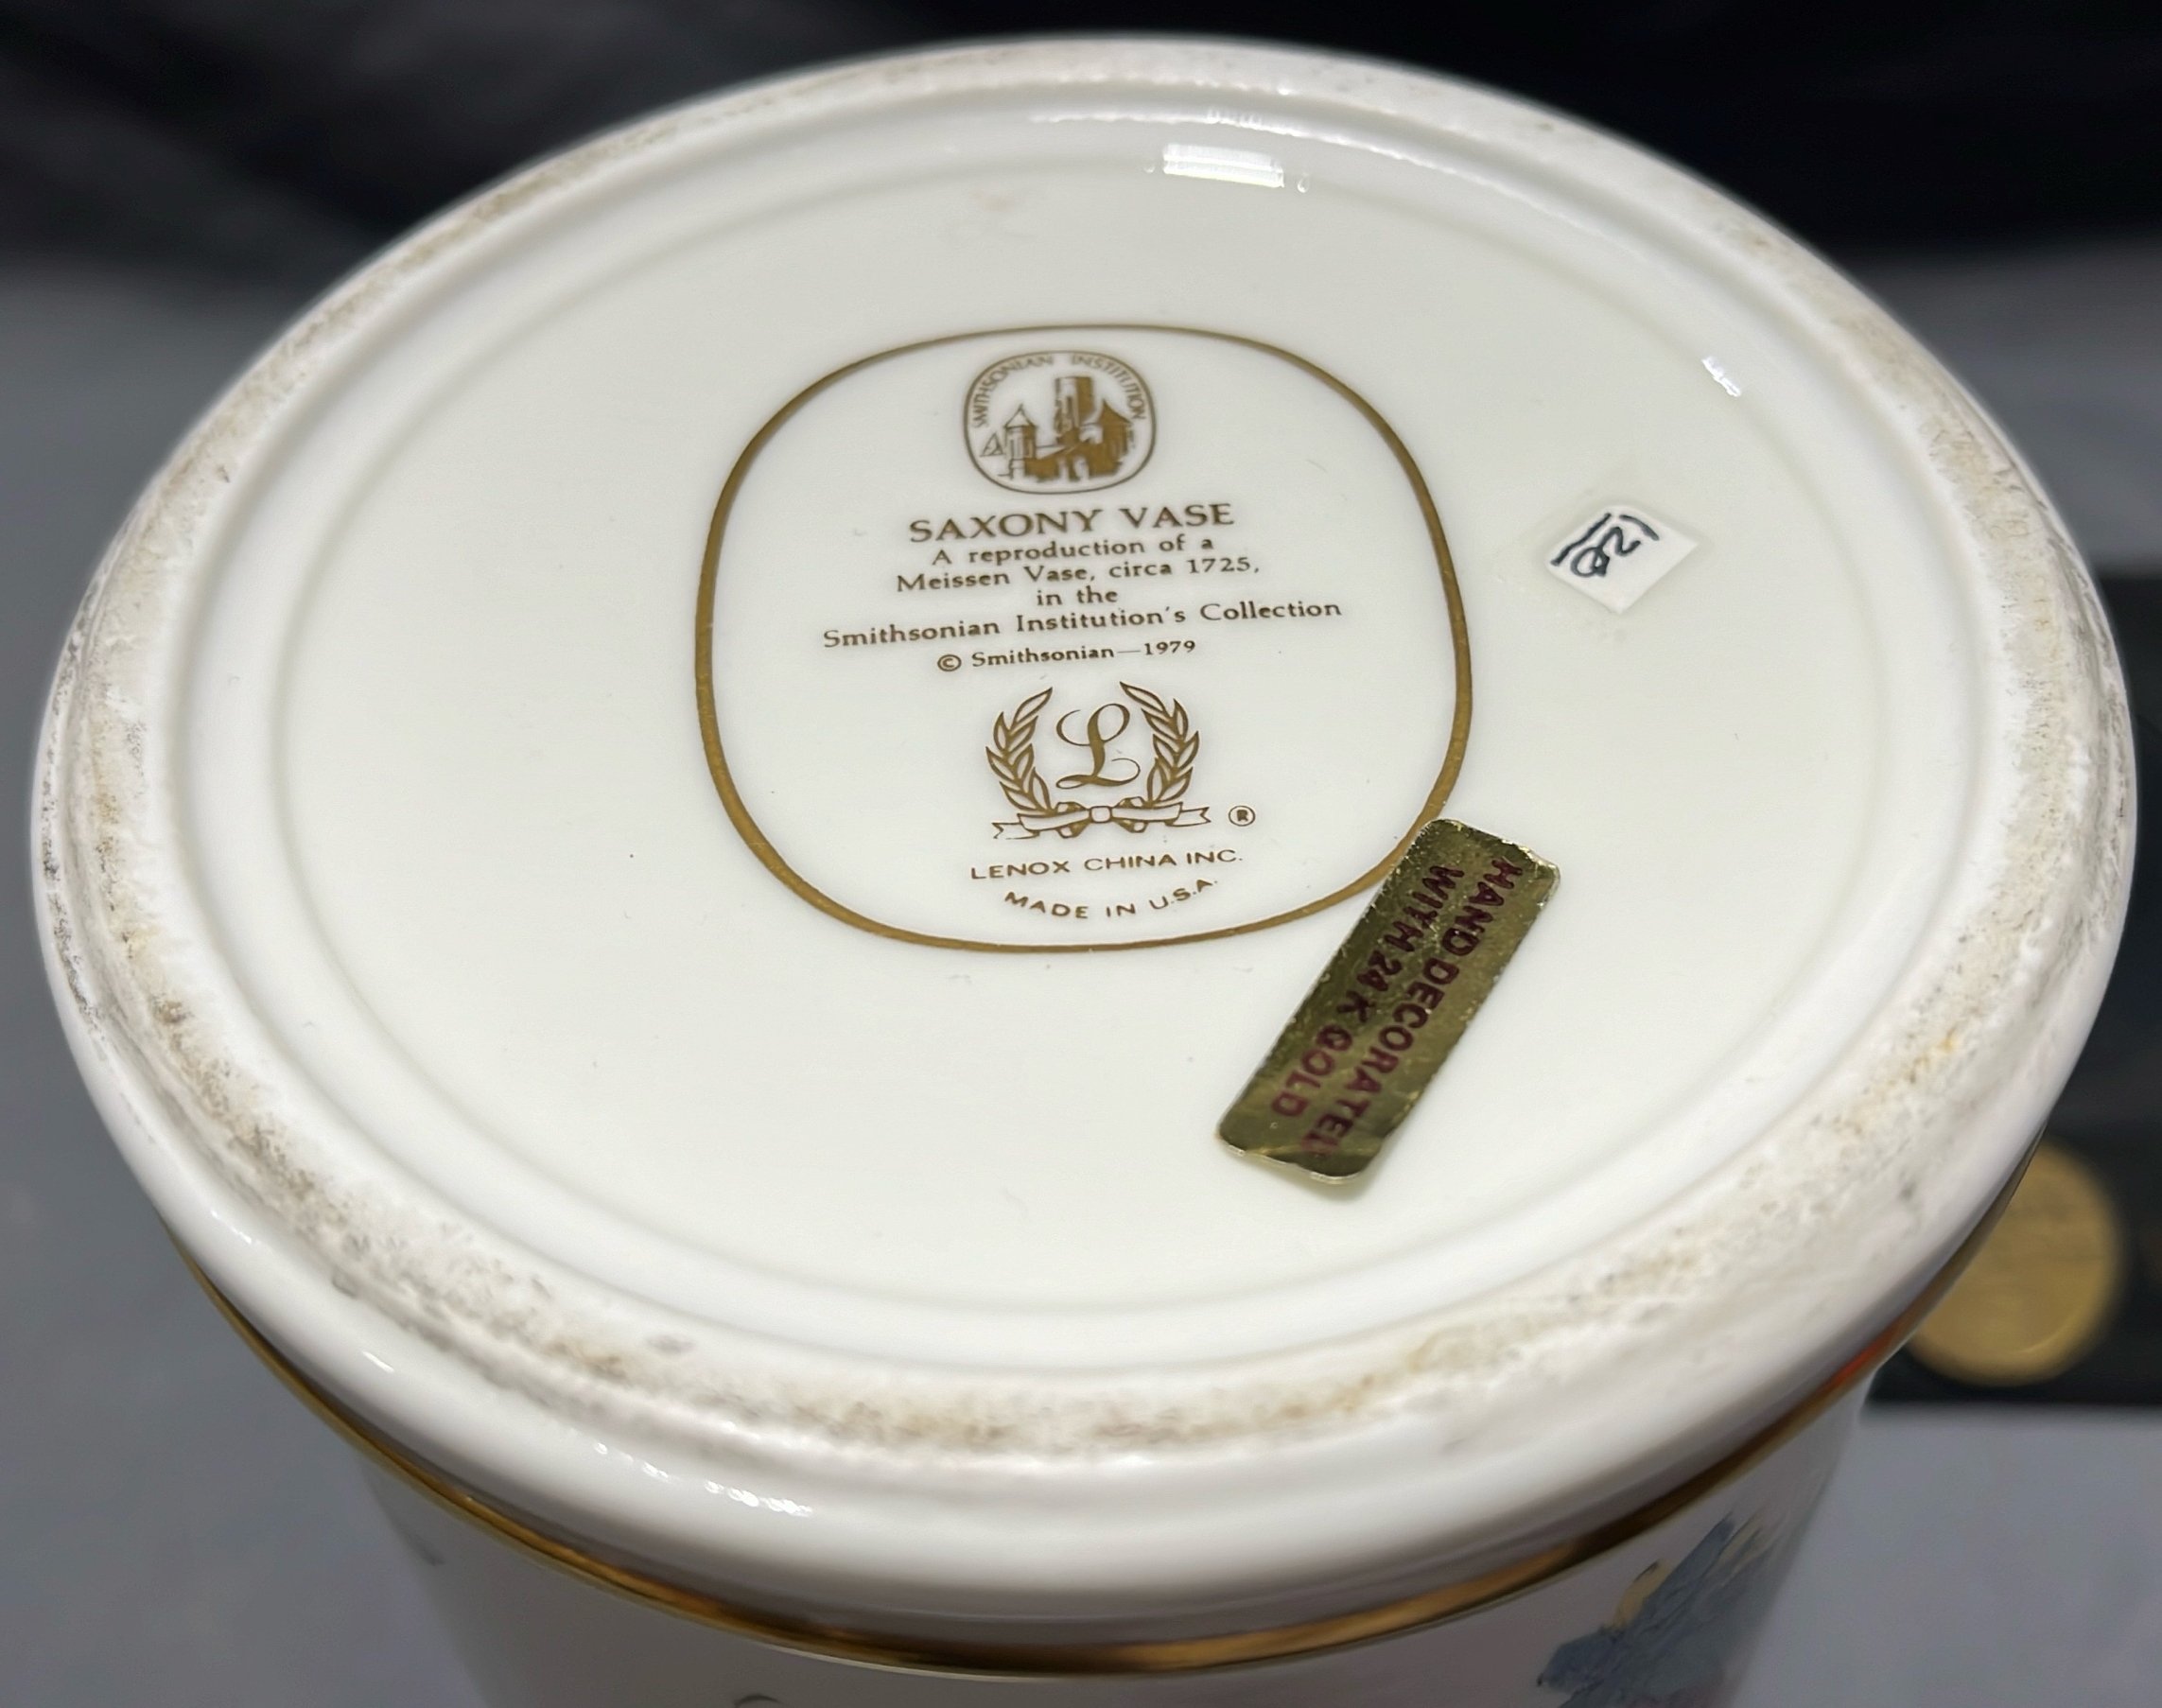 SMITHSONIAN INSTITUTION
SAXONY VASE
A reproduction of a
Meissen Vase, circa 1725,
in the
Smithsonian Institution's Collection
© Smithsonian—1979
L
®
LENOX CHINA INC.
MADE IN U.S.A.
HAND DECORATED
WITH 24 K GOLD